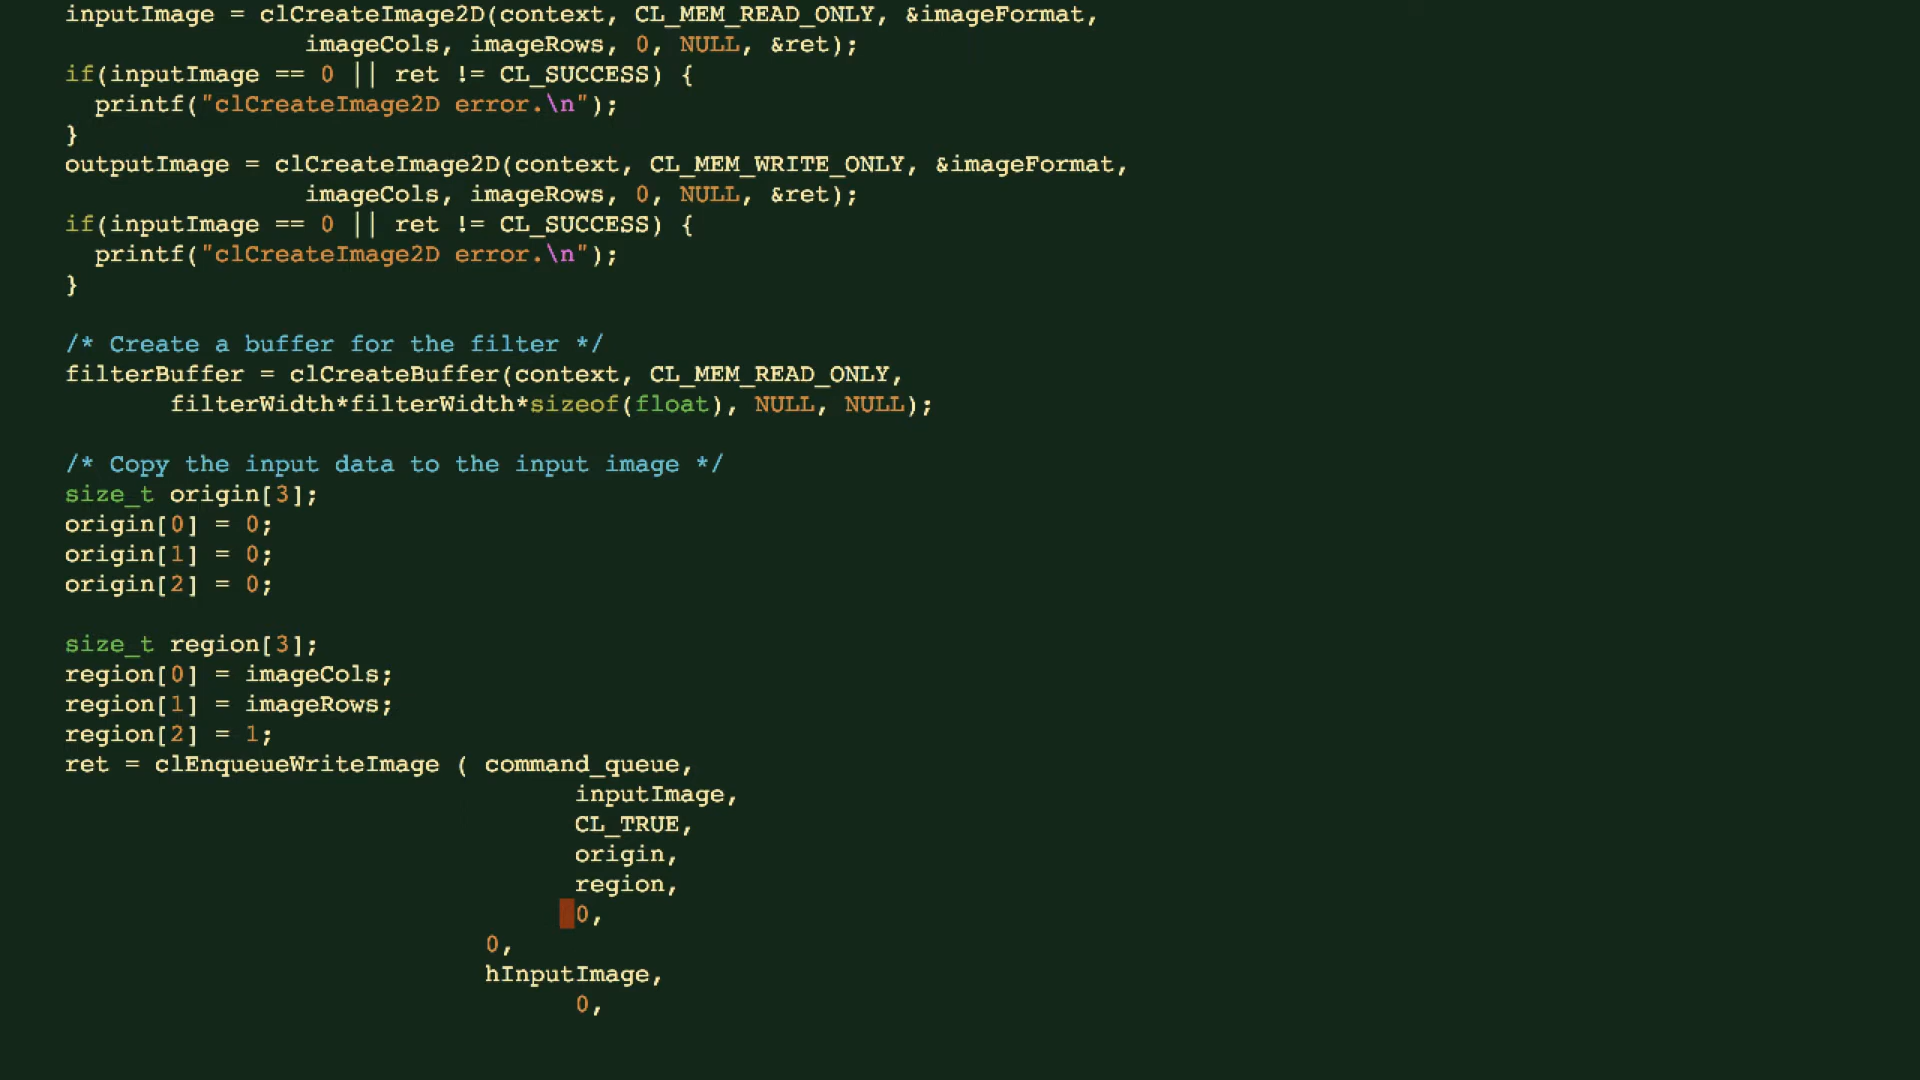 inputImage = clCreateImage2D(context, CL_MEM_READ_ONLY, &imageFormat,
imageCols, imageRows, 0, NULL, &ret);
if(inputImage == 0 || ret != CL_SUCCESS) {
printf("clCreateImage2D error.\n");
}
outputImage = clCreateImage2D(context, CL_MEM_WRITE_ONLY, &imageFormat,
imageCols, imageRows, 0, NULL, &ret);
if(inputImage == 0 || ret != CL_SUCCESS) {
printf("clCreateImage2D error.\n");
}
/* Create a buffer for the filter */
filterBuffer = clCreateBuffer(context, CL_MEM_READ_ONLY,
filterWidth*filterWidth*sizeof(float), NULL, NULL);
/* Copy the input data to the input image */
size_t origin[3];
origin[0] = 0;
origin[1] = 0;
origin[2] = 0;
size_t region[3];
region[0] = imageCols;
region[1] = imageRows;
region[2] = 1;
ret = clEnqueueWriteImage ( command_queue,
inputImage,
CL_TRUE,
origin,
region,
0,
0,
hInputImage,
0,